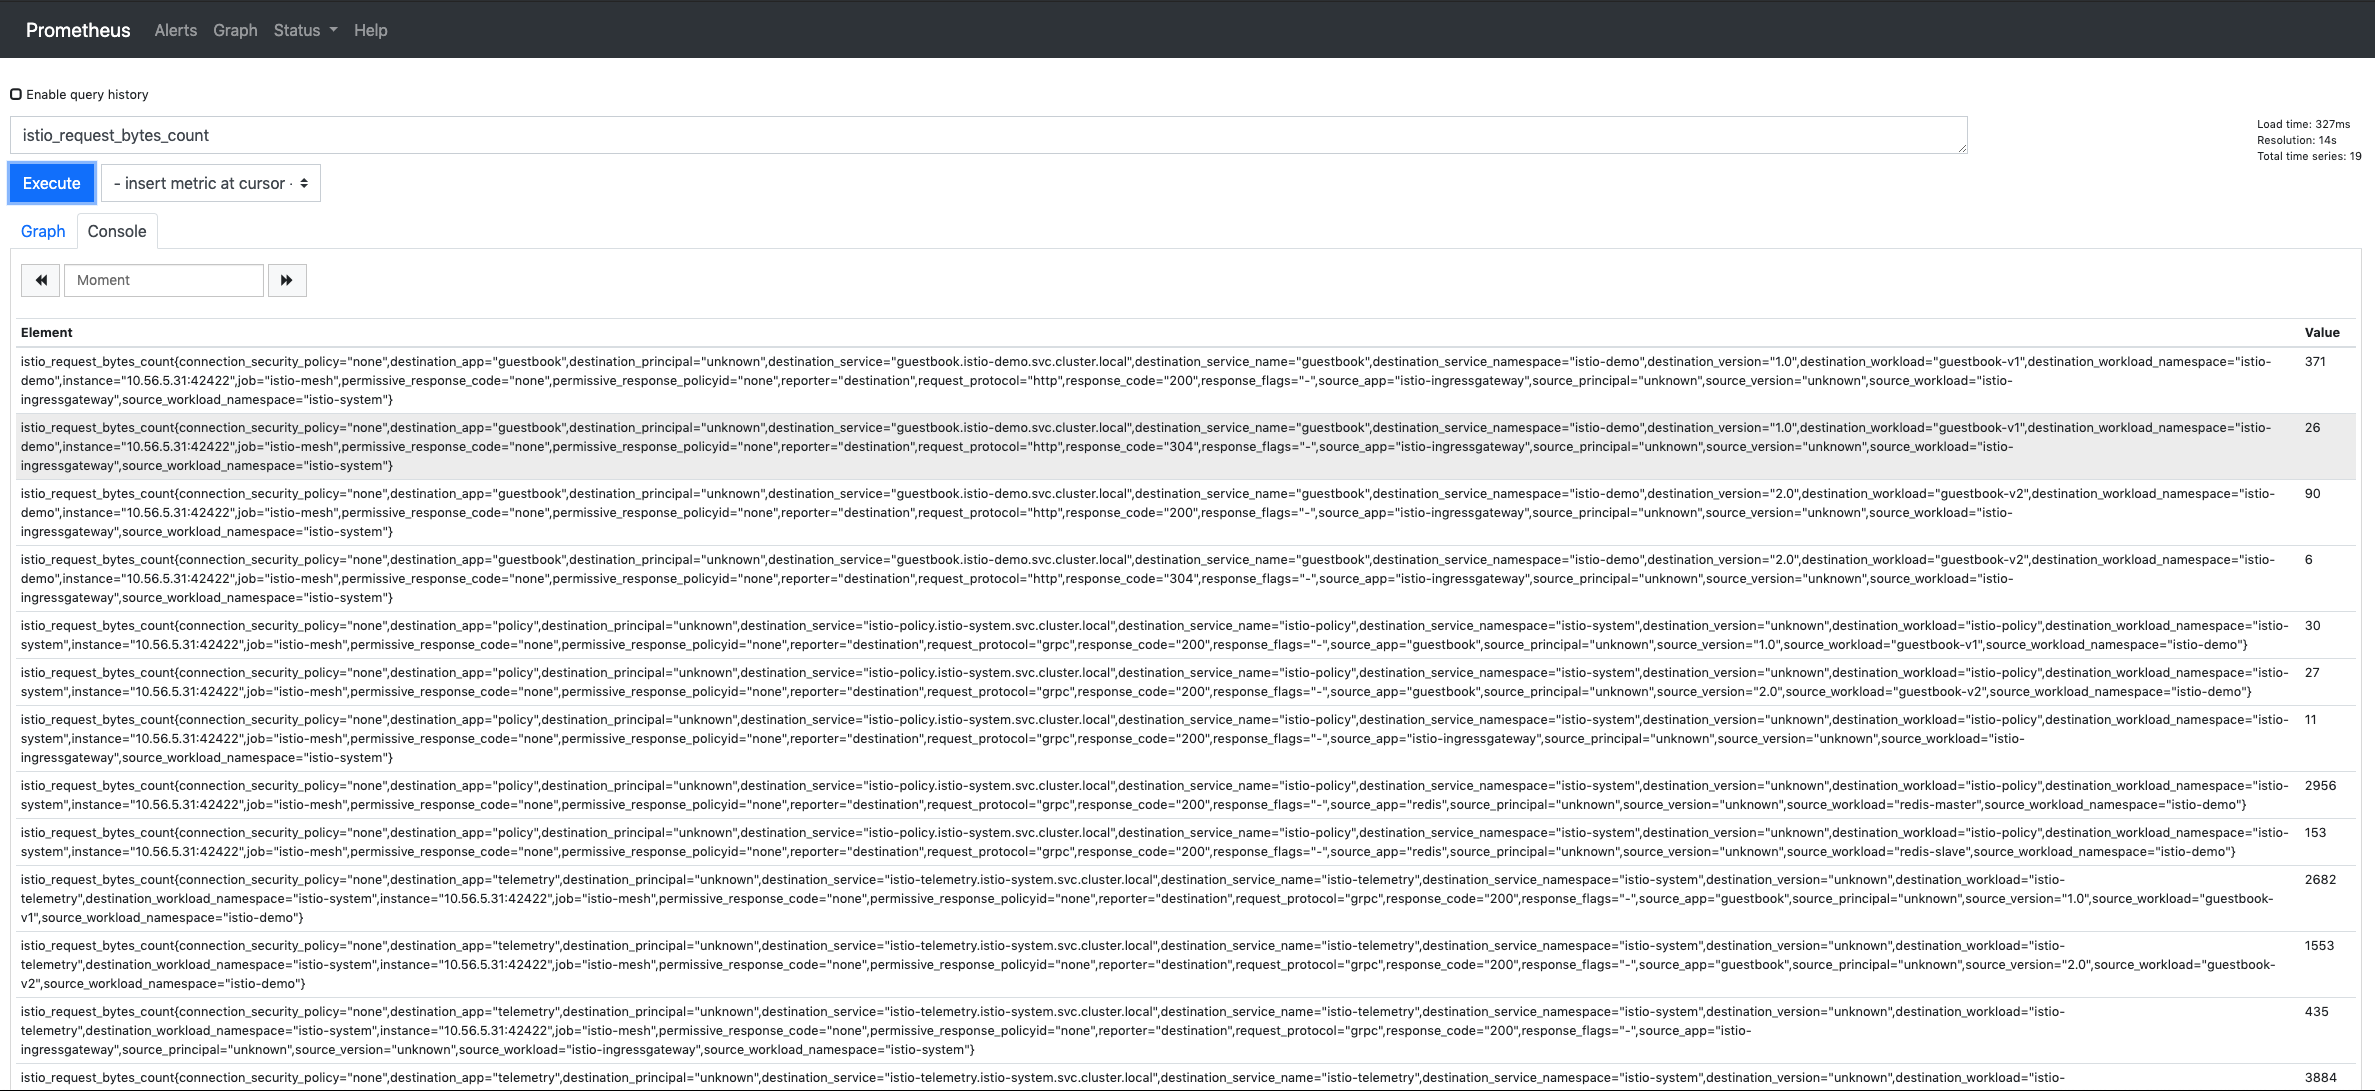 Prometheus Alerts Graph Status Help
Enable query history
istio_request_bytes_count
Load time: 327ms
Resolution: 14s
Total time series: 19
Execute - insert metric at cursor -
Graph Console
Moment
Element Value
istio_request_bytes_count{connection_security_policy="none",destination_app="guestbook",destination_principal="unknown",destination_service="guestbook.istio-demo.svc.cluster.local",destination_service_name="guestbook",destination_service_namespace="istio-demo",destination_version="1.0",destination_workload="guestbook-v1",destination_workload_namespace="istio- 371
demo",instance="10.56.5.31:42422",job="istio-mesh",permissive_response_code="none",permissive_response_policyid="none",reporter="destination",request_protocol="http",response_code="200",response_flags="-",source_app="istio-ingressgateway",source_principal="unknown",source_version="unknown",source_workload="istio-
ingressgateway",source_workload_namespace="istio-system"}
istio_request_bytes_count{connection_security_policy="none",destination_app="guestbook",destination_principal="unknown",destination_service="guestbook.istio-demo.svc.cluster.local",destination_service_name="guestbook",destination_service_namespace="istio-demo",destination_version="1.0",destination_workload="guestbook-v1",destination_workload_namespace="istio- 26
demo",instance="10.56.5.31:42422",job="istio-mesh",permissive_response_code="none",permissive_response_policyid="none",reporter="destination",request_protocol="http",response_code="304",response_flags="-",source_app="istio-ingressgateway",source_principal="unknown",source_version="unknown",source_workload="istio-
ingressgateway",source_workload_namespace="istio-system"}
istio_request_bytes_count{connection_security_policy="none",destination_app="guestbook",destination_principal="unknown",destination_service="guestbook.istio-demo.svc.cluster.local",destination_service_name="guestbook",destination_service_namespace="istio-demo",destination_version="2.0",destination_workload="guestbook-v2",destination_workload_namespace="istio- 90
demo",instance="10.56.5.31:42422",job="istio-mesh",permissive_response_code="none",permissive_response_policyid="none",reporter="destination",request_protocol="http",response_code="200",response_flags="-",source_app="istio-ingressgateway",source_principal="unknown",source_version="unknown",source_workload="istio-
ingressgateway",source_workload_namespace="istio-system"}
istio_request_bytes_count{connection_security_policy="none",destination_app="guestbook",destination_principal="unknown",destination_service="guestbook.istio-demo.svc.cluster.local",destination_service_name="guestbook",destination_service_namespace="istio-demo",destination_version="2.0",destination_workload="guestbook-v2",destination_workload_namespace="istio- 6
demo",instance="10.56.5.31:42422",job="istio-mesh",permissive_response_code="none",permissive_response_policyid="none",reporter="destination",request_protocol="http",response_code="304",response_flags="-",source_app="istio-ingressgateway",source_principal="unknown",source_version="unknown",source_workload="istio-
ingressgateway",source_workload_namespace="istio-system"}
istio_request_bytes_count{connection_security_policy="none",destination_app="policy",destination_principal="unknown",destination_service="istio-policy.istio-system.svc.cluster.local",destination_service_name="istio-policy",destination_service_namespace="istio-system",destination_version="unknown",destination_workload="istio-policy",destination_workload_namespace="istio- 30
system",instance="10.56.5.31:42422",job="istio-mesh",permissive_response_code="none",permissive_response_policyid="none",reporter="destination",request_protocol="grpc",response_code="200",response_flags="-",source_app="guestbook",source_principal="unknown",source_version="1.0",source_workload="guestbook-v1",source_workload_namespace="istio-demo"}
istio_request_bytes_count{connection_security_policy="none",destination_app="policy",destination_principal="unknown",destination_service="istio-policy.istio-system.svc.cluster.local",destination_service_name="istio-policy",destination_service_namespace="istio-system",destination_version="unknown",destination_workload="istio-policy",destination_workload_namespace="istio- 27
system",instance="10.56.5.31:42422",job="istio-mesh",permissive_response_code="none",permissive_response_policyid="none",reporter="destination",request_protocol="grpc",response_code="200",response_flags="-",source_app="guestbook",source_principal="unknown",source_version="2.0",source_workload="guestbook-v2",source_workload_namespace="istio-demo"}
istio_request_bytes_count{connection_security_policy="none",destination_app="policy",destination_principal="unknown",destination_service="istio-policy.istio-system.svc.cluster.local",destination_service_name="istio-policy",destination_service_namespace="istio-system",destination_version="unknown",destination_workload="istio-policy",destination_workload_namespace="istio- 11
system",instance="10.56.5.31:42422",job="istio-mesh",permissive_response_code="none",permissive_response_policyid="none",reporter="destination",request_protocol="grpc",response_code="200",response_flags="-",source_app="istio-ingressgateway",source_principal="unknown",source_version="unknown",source_workload="istio-
ingressgateway",source_workload_namespace="istio-system"}
istio_request_bytes_count{connection_security_policy="none",destination_app="policy",destination_principal="unknown",destination_service="istio-policy.istio-system.svc.cluster.local",destination_service_name="istio-policy",destination_service_namespace="istio-system",destination_version="unknown",destination_workload="istio-policy",destination_workload_namespace="istio- 2956
system",instance="10.56.5.31:42422",job="istio-mesh",permissive_response_code="none",permissive_response_policyid="none",reporter="destination",request_protocol="grpc",response_code="200",response_flags="-",source_app="redis",source_principal="unknown",source_version="unknown",source_workload="redis-master",source_workload_namespace="istio-demo"}
istio_request_bytes_count{connection_security_policy="none",destination_app="policy",destination_principal="unknown",destination_service="istio-policy.istio-system.svc.cluster.local",destination_service_name="istio-policy",destination_service_namespace="istio-system",destination_version="unknown",destination_workload="istio-policy",destination_workload_namespace="istio- 153
system",instance="10.56.5.31:42422",job="istio-mesh",permissive_response_code="none",permissive_response_policyid="none",reporter="destination",request_protocol="grpc",response_code="200",response_flags="-",source_app="redis",source_principal="unknown",source_version="unknown",source_workload="redis-slave",source_workload_namespace="istio-demo"}
istio_request_bytes_count{connection_security_policy="none",destination_app="telemetry",destination_principal="unknown",destination_service="istio-telemetry.istio-system.svc.cluster.local",destination_service_name="istio-telemetry",destination_service_namespace="istio-system",destination_version="unknown",destination_workload="istio- 2682
telemetry",destination_workload_namespace="istio-system",instance="10.56.5.31:42422",job="istio-mesh",permissive_response_code="none",permissive_response_policyid="none",reporter="destination",request_protocol="grpc",response_code="200",response_flags="-",source_app="guestbook",source_principal="unknown",source_version="1.0",source_workload="guestbook-
v1",source_workload_namespace="istio-demo"}
istio_request_bytes_count{connection_security_policy="none",destination_app="telemetry",destination_principal="unknown",destination_service="istio-telemetry.istio-system.svc.cluster.local",destination_service_name="istio-telemetry",destination_service_namespace="istio-system",destination_version="unknown",destination_workload="istio- 1553
telemetry",destination_workload_namespace="istio-system",instance="10.56.5.31:42422",job="istio-mesh",permissive_response_code="none",permissive_response_policyid="none",reporter="destination",request_protocol="grpc",response_code="200",response_flags="-",source_app="guestbook",source_principal="unknown",source_version="2.0",source_workload="guestbook-
v2",source_workload_namespace="istio-demo"}
istio_request_bytes_count{connection_security_policy="none",destination_app="telemetry",destination_principal="unknown",destination_service="istio-telemetry.istio-system.svc.cluster.local",destination_service_name="istio-telemetry",destination_service_namespace="istio-system",destination_version="unknown",destination_workload="istio- 435
telemetry",destination_workload_namespace="istio-system",instance="10.56.5.31:42422",job="istio-mesh",permissive_response_code="none",permissive_response_policyid="none",reporter="destination",request_protocol="grpc",response_code="200",response_flags="-",source_app="istio-
ingressgateway",source_principal="unknown",source_version="unknown",source_workload="istio-ingressgateway",source_workload_namespace="istio-system"}
istio_request_bytes_count{connection_security_policy="none",destination_app="telemetry",destination_principal="unknown",destination_service="istio-telemetry.istio-system.svc.cluster.local",destination_service_name="istio-telemetry",destination_service_namespace="istio-system",destination_version="unknown",destination_workload="istio- 3884